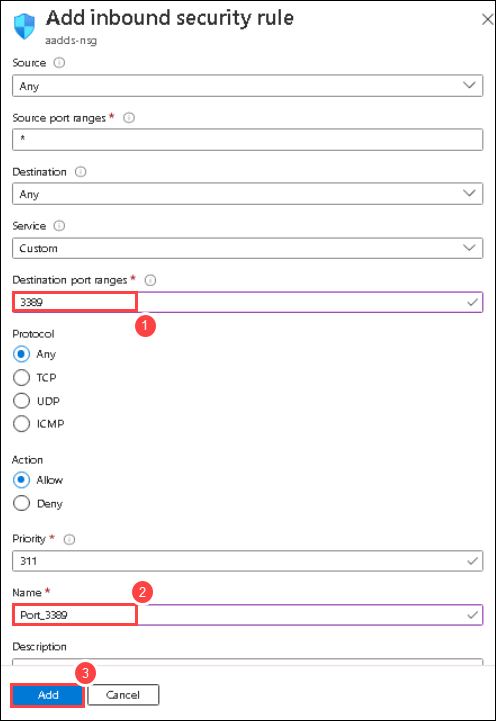 Add inbound security rule
aadds-nsg
Source
Any
Source port ranges *
*
Destination
Any
Service
Custom
Destination port ranges *
3389
1
Protocol
Any
TCP
UDP
ICMP
Action
Allow
Deny
Priority *
311
Name *
2
Port_3389
Description
3
Add Cancel